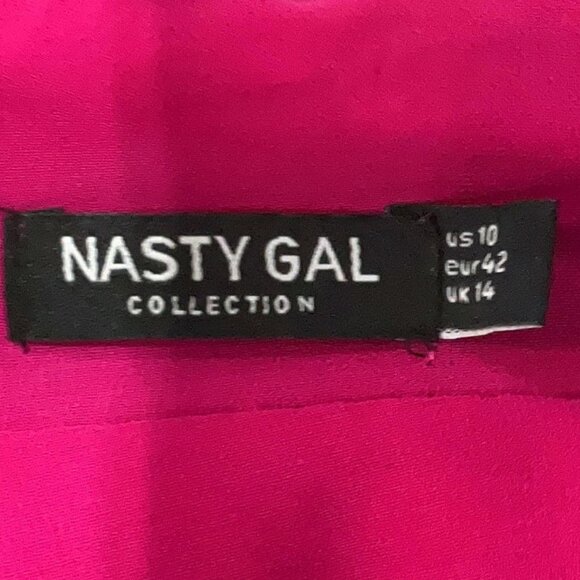 NASTY GAL
COLLECTION
us 10
eur 42
uk 14